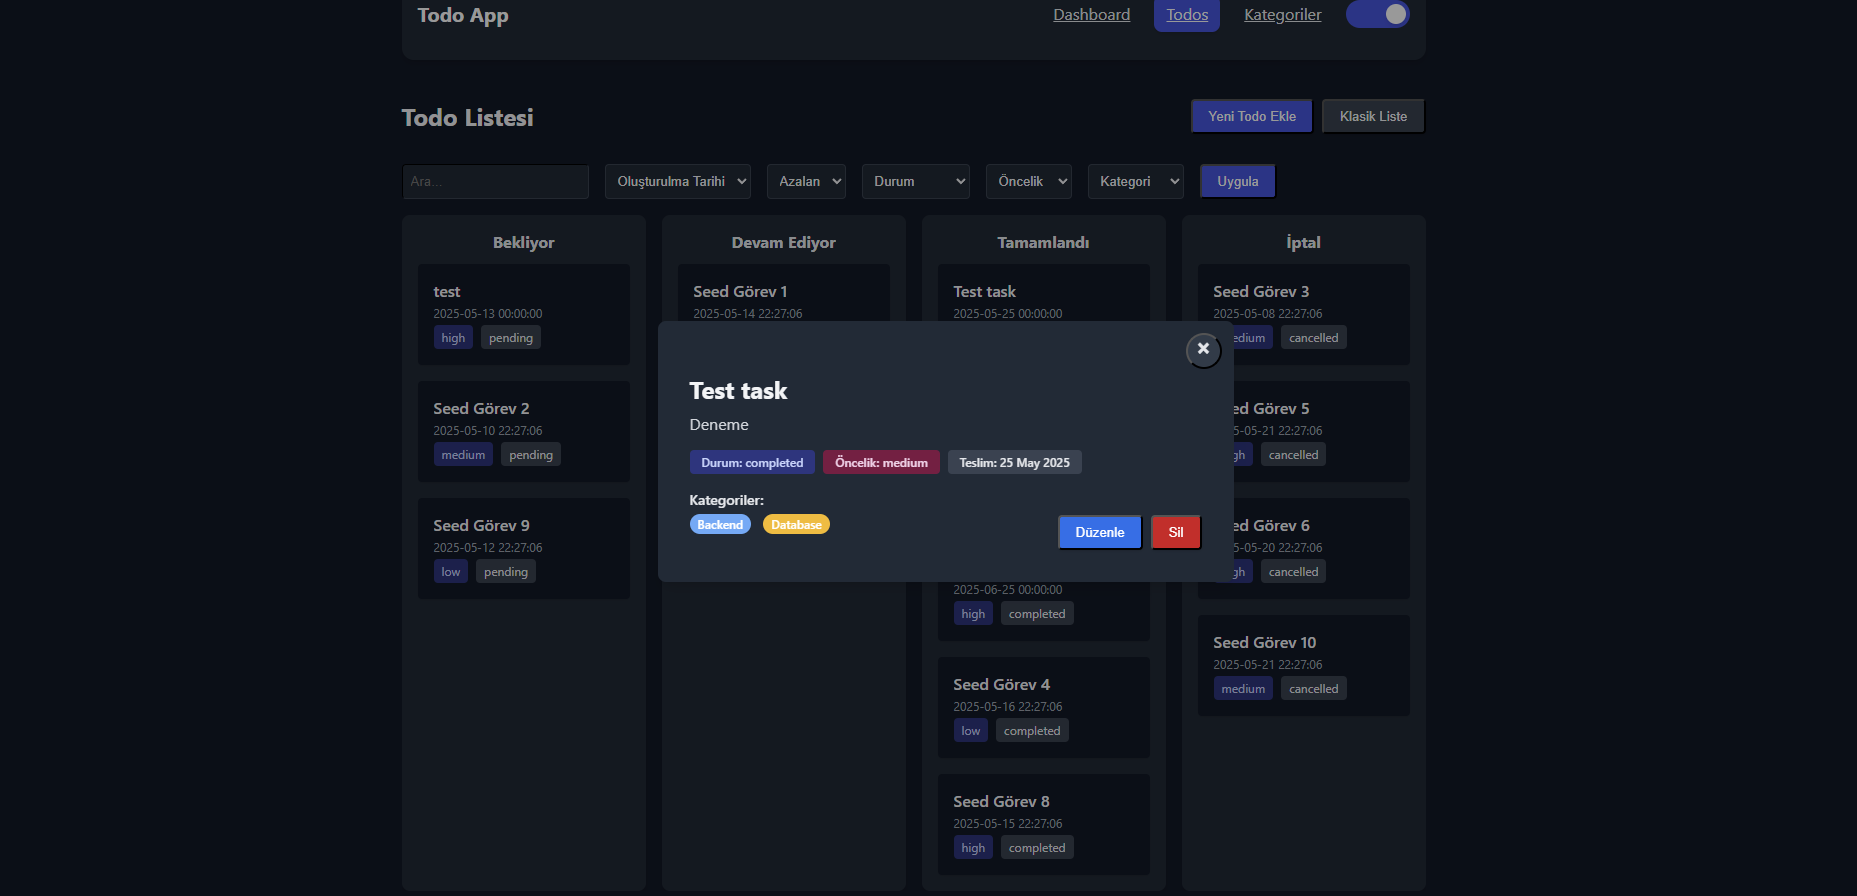 Todo App
Dashboard
Todos
Kategoriler
Todo Listesi
Yeni Todo Ekle
Klasik Liste
Ara...
Oluşturulma Tarihi
Azalan
Durum
Öncelik
Kategori
Uygula
Bekliyor
test
2025-05-13 00:00:00
high pending
Seed Görev 2
2025-05-10 22:27:06
medium pending
Seed Görev 9
2025-05-12 22:27:06
low pending
Devam Ediyor
Seed Görev 1
2025-05-14 22:27:06
Tamamlandı
Test task
2025-05-25 00:00:00
2025-06-25 00:00:00
high completed
Seed Görev 4
2025-05-16 22:27:06
low completed
Seed Görev 8
2025-05-15 22:27:06
high completed
İptal
Seed Görev 3
2025-05-08 22:27:06
edium cancelled
ed Görev 5
5-05-21 22:27:06
gh cancelled
ed Görev 6
5-05-20 22:27:06
gh cancelled
Seed Görev 10
2025-05-21 22:27:06
medium cancelled
Test task
Deneme
Durum: completed Öncelik: medium Teslim: 25 May 2025
Kategoriler:
Backend Database
Düzenle Sil